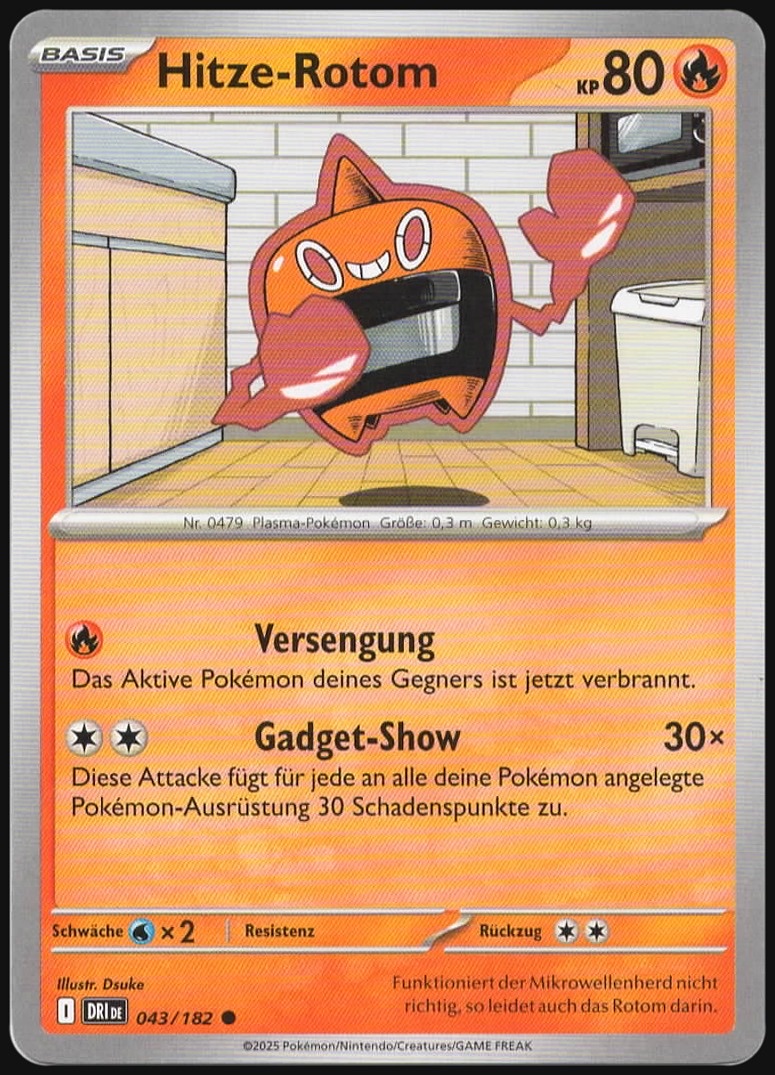 BASIS
Hitze-Rotom
KP 80
Nr. 0479 Plasma-Pokémon Größe: 0,3 m Gewicht: 0,3 kg
Versengung
Das Aktive Pokémon deines Gegners ist jetzt verbrannt.
Gadget-Show 30×
Diese Attacke fügt für jede an alle deine Pokémon angelegte
Pokémon-Ausrüstung 30 Schadenspunkte zu.
Schwäche × 2 Resistenz Rückzug
Illustr. Dsuke
Funktioniert der Mikrowellenherd nicht
richtig, so leidet auch das Rotom darin.
I DRI DE 043/182
©2025 Pokémon/Nintendo/Creatures/GAME FREAK